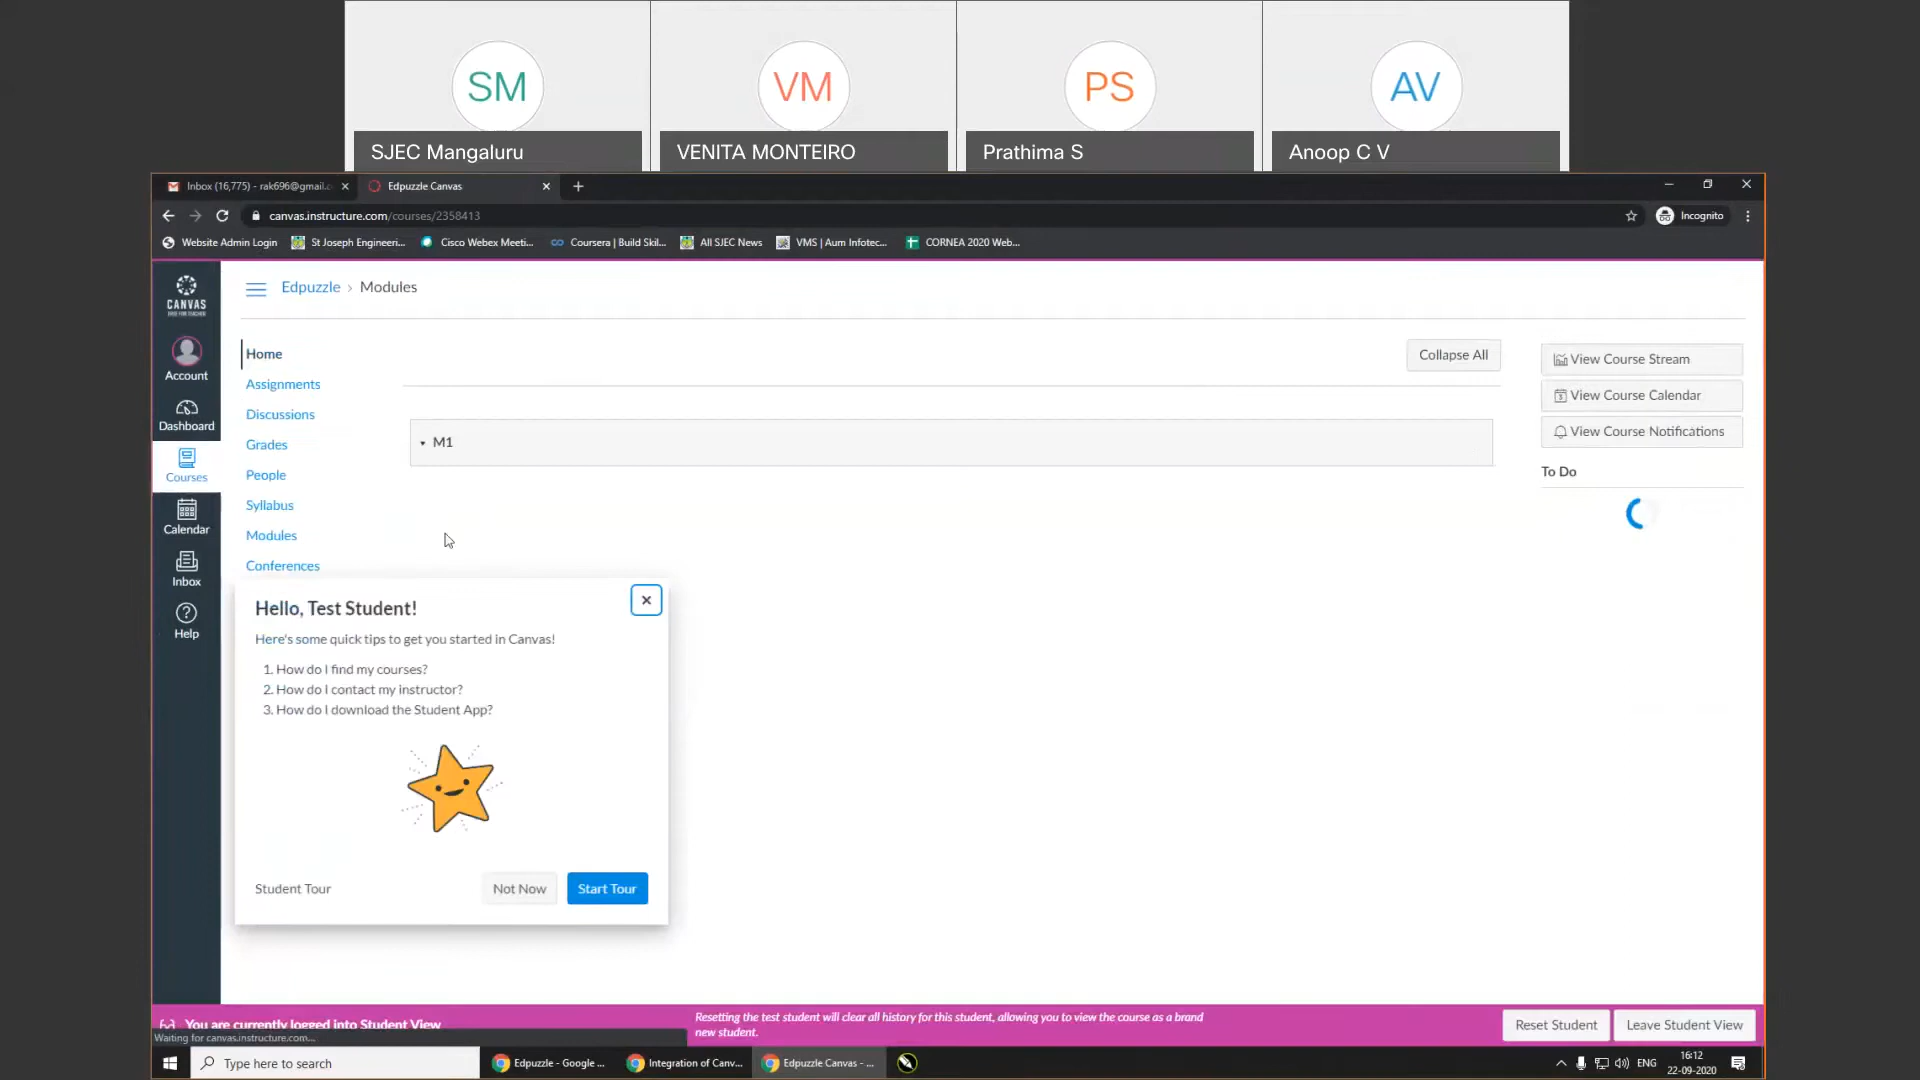 SM
VM
PS
AV
SJEC Mangaluru
VENITA MONTEIRO
Prathima S
Anoop C V
Inbox (16,775) - rak696@gmail.c
Edpuzzle Canvas
canvas.instructure.com/courses/2358413
Incognito
Website Admin Login
St Joseph Engineeri...
Cisco Webex Meeti...
Coursera | Build Skil...
All SJEC News
VMS | Aum Infotec...
CORNEA 2020 Web...
CANVAS
FREE FOR TEACHER
Account
Dashboard
Courses
Calendar
Inbox
Help
Edpuzzle › Modules
Home
Assignments
Discussions
Grades
People
Syllabus
Modules
Conferences
Collapse All
M1
View Course Stream
View Course Calendar
View Course Notifications
To Do
Hello, Test Student!
Here's some quick tips to get you started in Canvas!
1. How do I find my courses?
2. How do I contact my instructor?
3. How do I download the Student App?
Student Tour
Not Now
Start Tour
You are currently logged into Student View
Resetting the test student will clear all history for this student, allowing you to view the course as a brand
new student.
Reset Student
Leave Student View
Waiting for canvas.instructure.com...
Type here to search
Edpuzzle - Google ...
Integration of Canv...
Edpuzzle Canvas - ...
ENG
16:12
22-09-2020